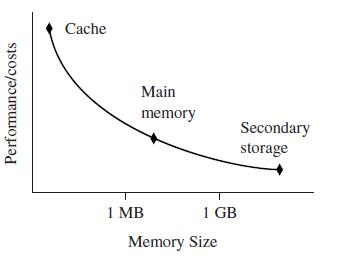 Cache
Main
memory
Secondary
storage
Performance/costs
1 MB
1 GB
Memory Size